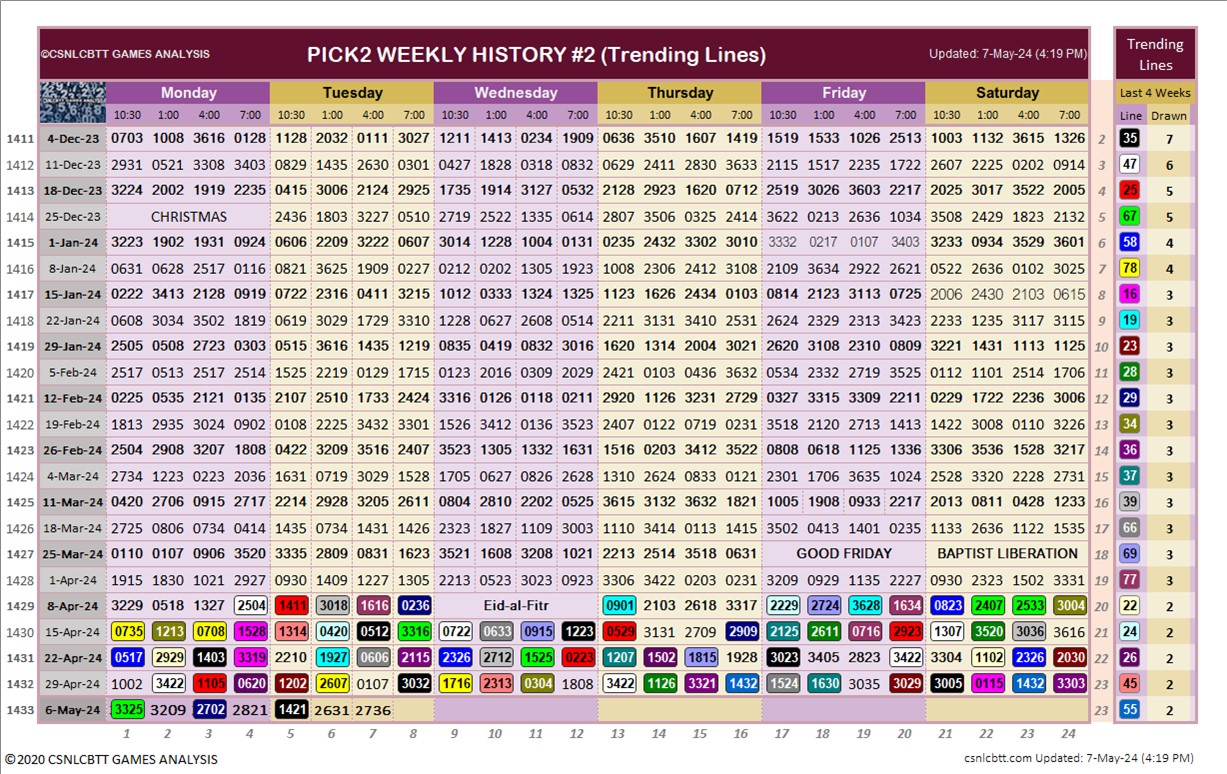 ©CSNLCBTT GAMES ANALYSIS PICK2 WEEKLY HISTORY #2 (Trending Lines) Updated: 7-May-24 (4:19 PM) Trending Lines
Monday Tuesday Wednesday Thursday Friday Saturday Last 4 Weeks
10:30 1:00 4:00 7:00 10:30 1:00 4:00 7:00 10:30 1:00 4:00 7:00 10:30 1:00 4:00 7:00 10:30 1:00 4:00 7:00 10:30 1:00 4:00 7:00 Line Drawn
1411 4-Dec-23 0703 1008 3616 0128 1128 2032 0111 3027 1211 1413 0234 1909 0636 3510 1607 1419 1519 1533 1026 2513 1003 1132 3615 1326 2 35 7
1412 11-Dec-23 2931 0521 3308 3403 0829 1435 2630 0301 0427 1828 0318 0832 0629 2411 2830 3633 2115 1517 2335 1722 2607 2225 0202 0914 3 47 6
1413 18-Dec-23 3224 2002 1919 2235 0415 3006 2124 2925 1735 1914 3127 0532 2128 2923 1620 0712 2519 3026 3603 2217 2025 3017 3522 2005 4 25 5
1414 25-Dec-23 CHRISTMAS 2436 1803 3227 0510 2719 2522 1335 0614 2807 3506 0325 2414 3622 0213 2636 1034 3508 2429 1823 2132 5 67 5
1415 1-Jan-24 3223 1902 1931 0924 0606 2209 3222 0607 3014 1228 1004 0131 0235 2432 3302 3010 3332 0217 0107 3403 3233 0934 3529 3601 6 58 4
1416 8-Jan-24 0631 0628 2517 0116 0821 3625 1909 0227 0212 0202 1305 1923 1008 2306 2412 3108 2109 3634 2922 2621 0522 2636 0102 3025 7 78 4
1417 15-Jan-24 0222 3413 2128 0919 0722 2316 0411 3215 1012 0333 1324 1325 1123 1626 2434 0103 0814 2123 3113 0725 2006 2430 2103 0615 8 16 3
1418 22-Jan-24 0608 3034 3502 1819 0619 3029 1729 3310 1228 0627 2608 0514 2211 3131 3410 2531 2624 2329 2313 3423 2233 1235 3117 3115 9 19 3
1419 29-Jan-24 2505 0508 2723 0303 0516 3616 1435 1219 0835 0419 0832 3016 1620 1314 2004 3021 2620 3108 2310 0809 3221 1431 1113 1125 10 23 3
1420 5-Feb-24 2517 0513 2517 2514 1525 2219 0129 1715 0123 2016 0309 2029 2421 0103 0436 3632 0534 2332 2719 3525 0112 1101 2514 1706 11 28 3
1421 12-Feb-24 0225 0535 2121 0135 2107 2510 1733 2424 3316 0126 0118 0211 2920 1126 3231 2729 0327 3315 3309 2211 0229 1722 2236 3006 12 29 3
1422 19-Feb-24 1813 2935 3024 0902 0108 2225 3432 3301 1526 3412 0136 3523 2407 0122 0719 0231 3518 2120 2713 1413 1422 3008 0110 3226 13 34 3
1423 26-Feb-24 2504 2908 3207 1808 0422 3209 3516 2407 3523 1305 1332 1631 1516 0203 3412 3522 0808 0618 1125 1336 3306 3536 1528 3217 14 36 3
1424 4-Mar-24 2734 1223 0223 2036 1631 0719 3029 1523 1705 0627 0826 2628 1310 2624 0833 0121 2301 1706 3635 1024 2528 3320 2228 2731 15 37 3
1425 11-Mar-24 0420 2706 0915 2717 2214 2928 3205 2611 0804 2810 2202 0525 3615 3132 3632 1821 1005 1908 0933 2217 2013 0811 0428 1233 16 39 3
1426 18-Mar-24 2725 0806 0734 0414 1435 0734 1431 1426 2323 1827 1109 3003 1110 3414 0113 1415 3502 0413 1401 0235 1133 2636 1122 1535 17 66 3
1427 25-Mar-24 0110 0107 0906 3520 3335 2809 0831 1623 3521 1608 3208 1021 2213 2514 3518 0631 GOOD FRIDAY BAPTIST LIBERATION 18 69 3
1428 1-Apr-24 1915 1830 1021 2927 0930 1409 1227 1305 2213 0523 3023 0923 3306 3422 0203 0231 3209 0929 1135 2227 0930 2323 1502 3331 19 77 3
1429 8-Apr-24 3229 0518 1327 2504 1411 3018 1616 0236 Eid-al-Fitr 0901 2103 2618 3317 2229 2724 3628 1634 0823 2407 2533 3004 20 22 2
1430 15-Apr-24 0735 1213 0708 1528 1314 0420 0512 3316 0722 0633 0915 1223 0529 3131 2709 2909 2125 2611 0716 2923 1307 3520 3036 3616 21 24 2
1431 22-Apr-24 0517 2929 1403 3319 2210 1927 0606 2115 2326 2712 1525 0223 1207 1502 1815 1928 3023 3405 2823 3422 3304 1102 2326 2030 22 26 2
1432 29-Apr-24 1002 3422 1105 0620 1202 2607 0107 3032 1716 2313 0304 1808 3422 1126 3321 1432 1524 1630 3035 3029 3005 0115 1432 3303 23 45 2
1433 6-May-24 3325 3209 2702 2821 1421 2631 2736 23 55 2
1 2 3 4 5 6 7 8 9 10 11 12 13 14 15 16 17 18 19 20 21 22 23 24
©2020 CSNLCBTT GAMES ANALYSIS csnlcbtt.com Updated: 7-May-24 (4:19 PM)